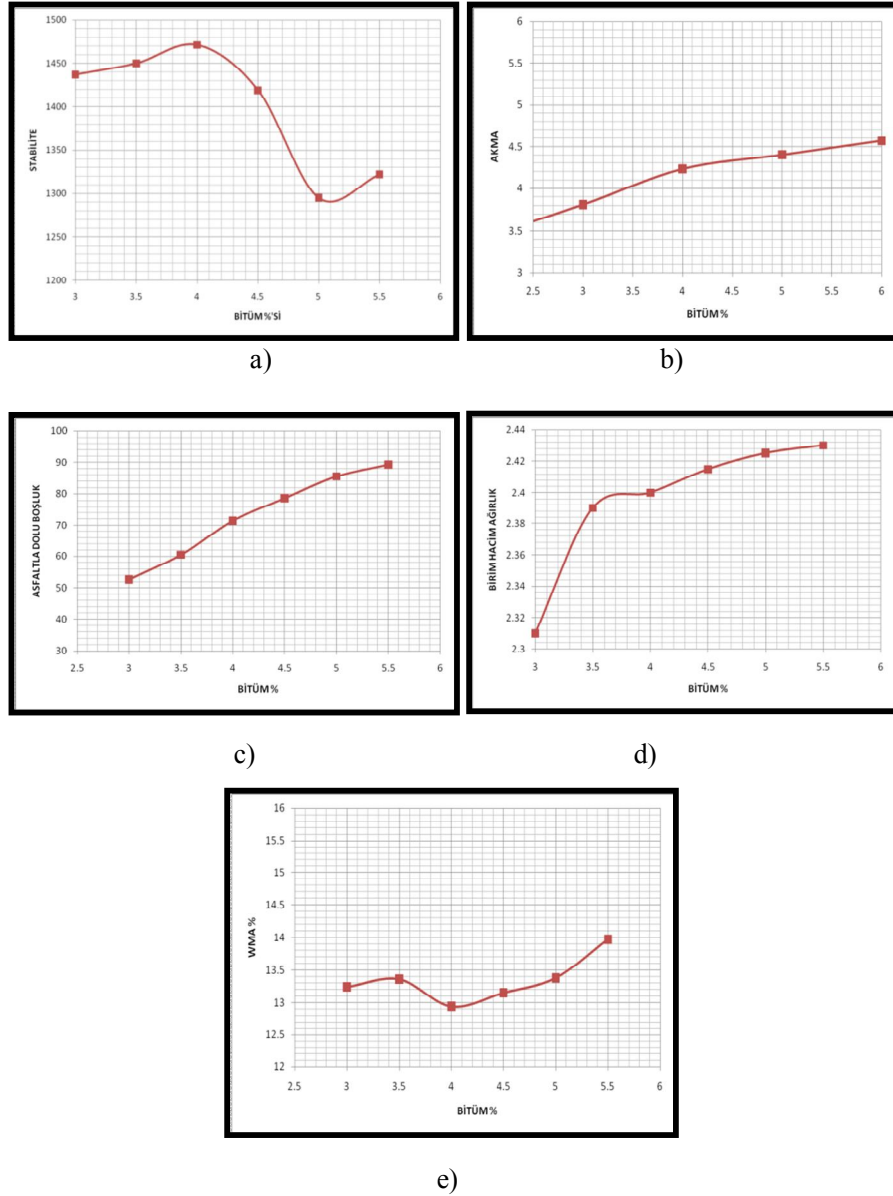 1500
1450
1400
1350
1300
1250
1200
STABİLİTE
3 3.5 4 4.5 5 5.5 6
BİTÜM %'Sİ
a)
6
5.5
5
4.5
4
3.5
3
AKMA
2.5 3 4 5 6
BİTÜM %
b)
100
90
80
70
60
50
40
30
ASFALTLA DOLU BOŞLUK
2.5 3 3.5 4 4.5 5 5.5 6
BİTÜM %
c)
2.44
2.42
2.4
2.38
2.36
2.34
2.32
2.3
BİRİM HACİM AĞIRLIK
3 3.5 4 4.5 5 5.5 6
BİTÜM %
d)
16
15.5
15
14.5
14
13.5
13
12.5
12
WMA %
2.5 3 3.5 4 4.5 5 5.5 6
BİTÜM %
e)